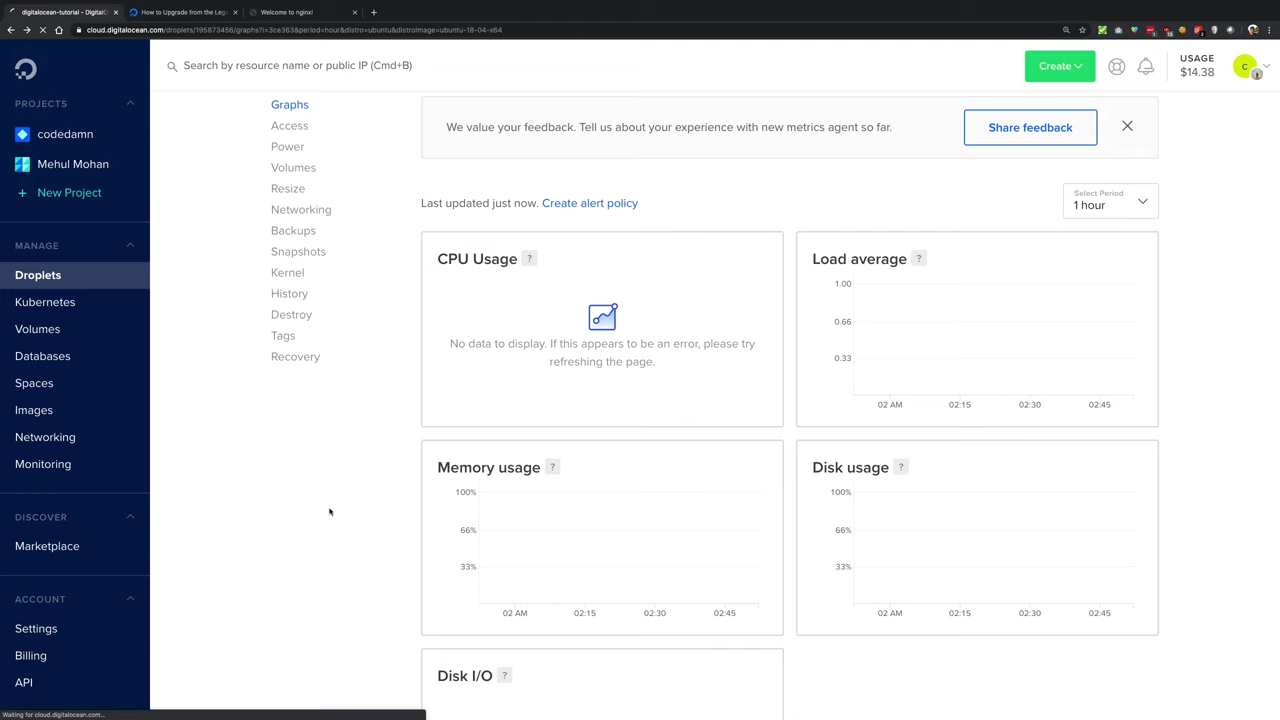 digitalocean-tutorial - DigitalO
How to Upgrade from the Leg
Welcome to nginx!
cloud.digitalocean.com/droplets/195873456/graphs?i=3ce363&period=hour&distro=ubuntu&distroImage=ubuntu-18-04-x64
Search by resource name or public IP (Cmd+B)
Create
USAGE
$14.38
C
PROJECTS
codedamn
Mehul Mohan
+ New Project
MANAGE
Droplets
Kubernetes
Volumes
Databases
Spaces
Images
Networking
Monitoring
DISCOVER
Marketplace
ACCOUNT
Settings
Billing
API
Graphs
Access
Power
Volumes
Resize
Networking
Backups
Snapshots
Kernel
History
Destroy
Tags
Recovery
We value your feedback. Tell us about your experience with new metrics agent so far.
Share feedback
Last updated just now. Create alert policy
Select Period
1 hour
CPU Usage ?
No data to display. If this appears to be an error, please try
refreshing the page.
Load average ?
1.00
0.66
0.33
02 AM 02:15 02:30 02:45
Memory usage ?
100%
66%
33%
02 AM 02:15 02:30 02:45
Disk usage ?
100%
66%
33%
02 AM 02:15 02:30 02:45
Disk I/O ?
Waiting for cloud.digitalocean.com...